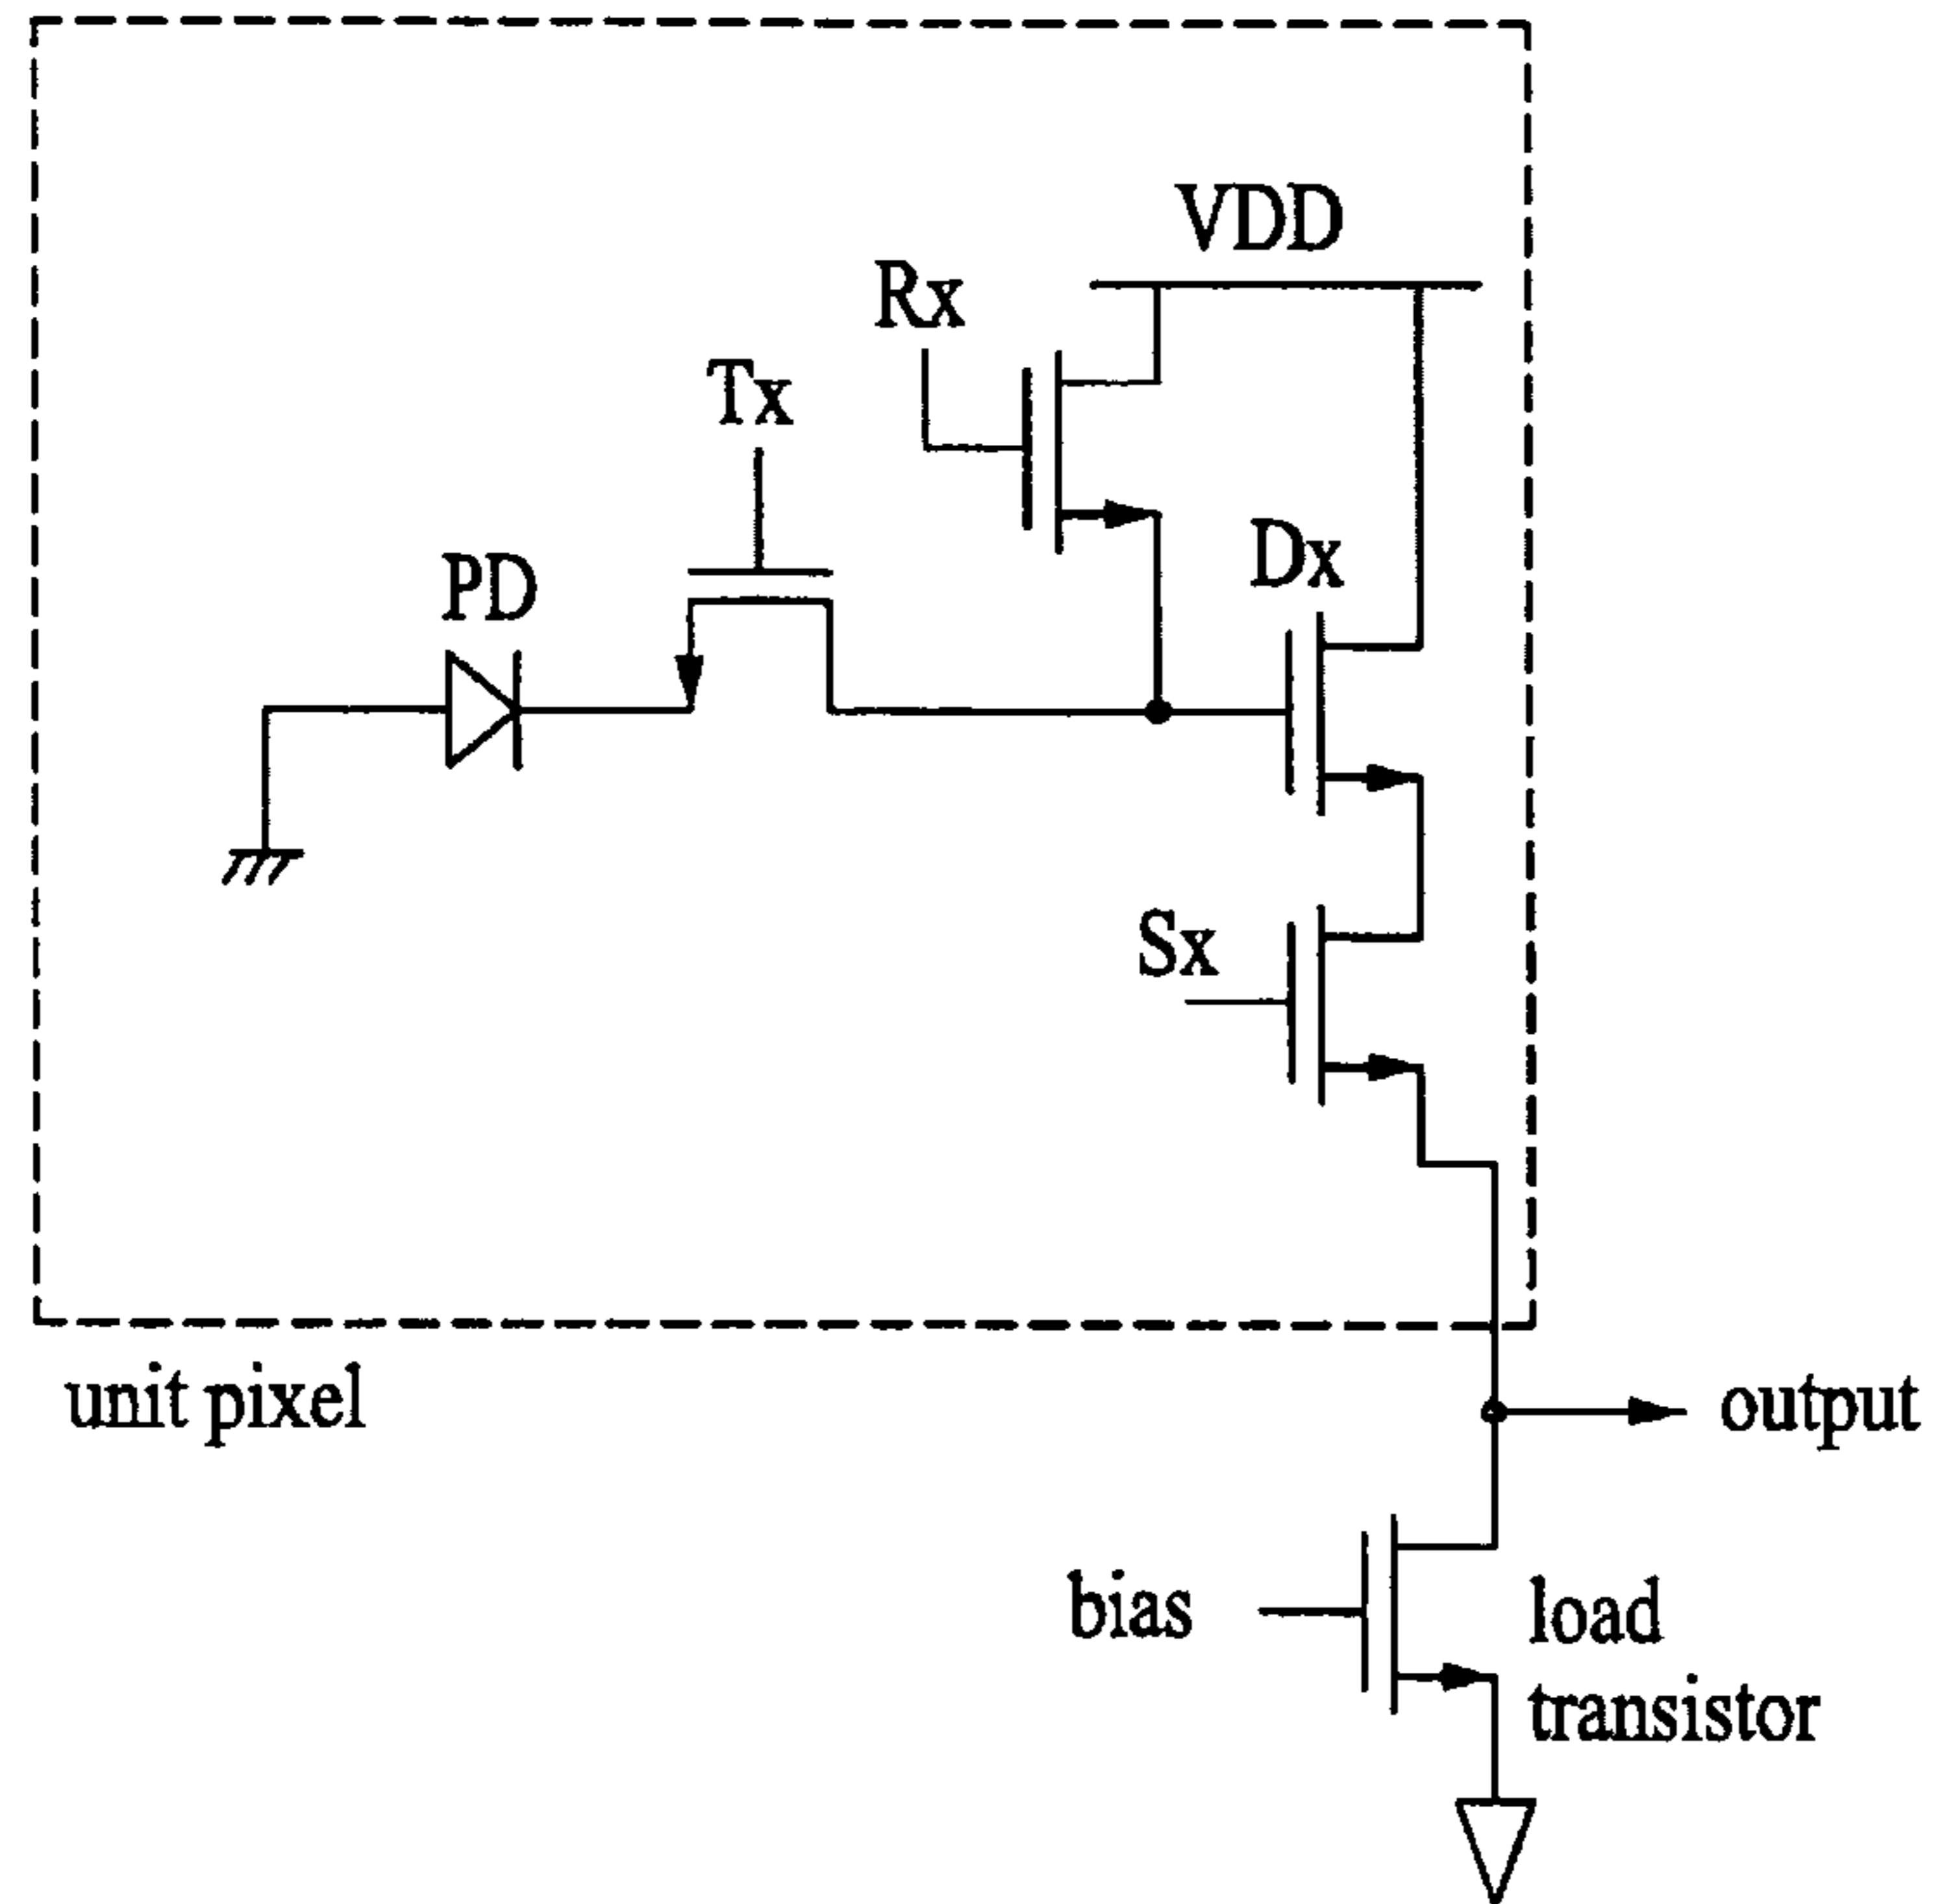 VDD
Rx
Tx
Dx
PD
Sx
unit pixel
output
bias
load
transistor